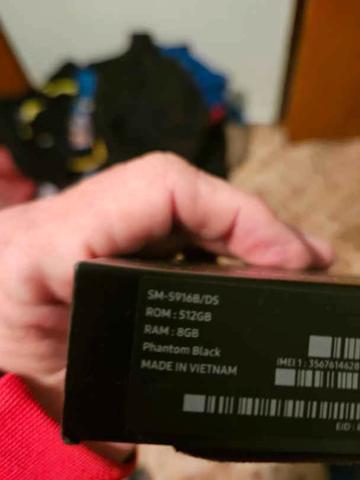 SM-S916B/DS
ROM : 512GB
RAM : 8GB
Phantom Black
MADE IN VIETNAM
IMEI 1 : 3567614628
EID :